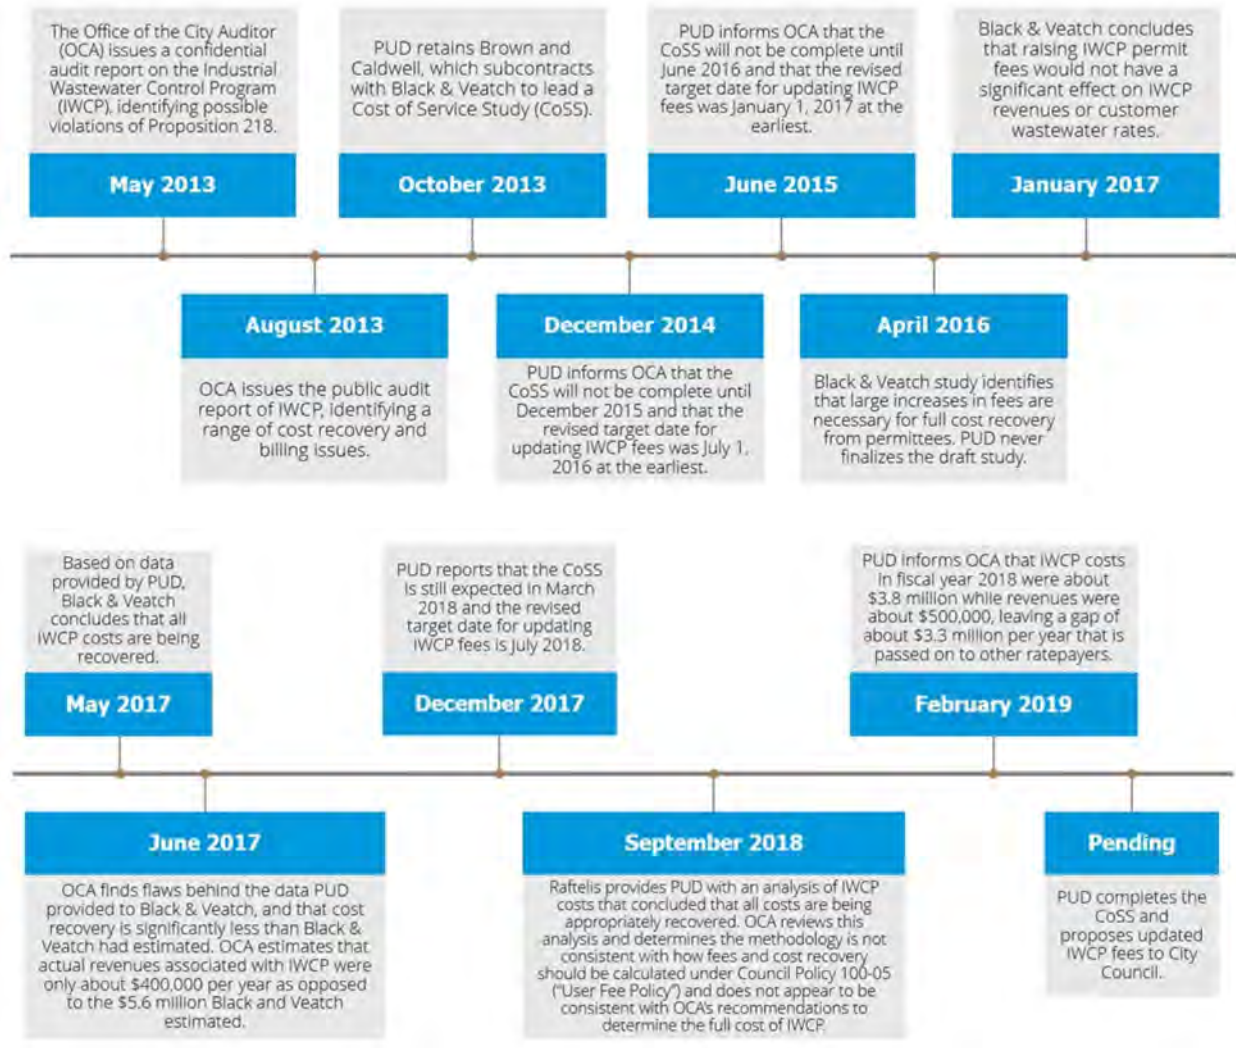 The Office of the City Auditor
(OCA) issues a confidential
audit report on the Industrial
Wastewater Control Program
(IWCP), identifying possible
violations of Proposition 218.
May 2013
August 2013
OCA issues the public audit
report of IWCP, identifying a
range of cost recovery and
billing issues.
PUD retains Brown and
Caldwell, which subcontracts
with Black & Veatch to lead a
Cost of Service Study (CoSS).
October 2013
December 2014
PUD informs OCA that the
CoSS will not be complete until
December 2015 and that the
revised target date for
updating IWCP fees was July 1,
2016 at the earliest.
PUD informs OCA that the
CoSS will not be complete until
June 2016 and that the revised
target date for updating IWCP
fees was January 1, 2017 at the
earliest.
June 2015
April 2016
Black & Veatch study identifies
that large increases in fees are
necessary for full cost recovery
from permittees. PUD never
finalizes the draft study.
Black & Veatch concludes
that raising IWCP permit
fees would not have a
significant effect on IWCP
revenues or customer
wastewater rates.
January 2017
Based on data
provided by PUD,
Black & Veatch
concludes that all
IWCP costs are being
recovered.
May 2017
June 2017
OCA finds flaws behind the data PUD
provided to Black & Veatch, and that cost
recovery is significantly less than Black &
Veatch had estimated. OCA estimates that
actual revenues associated with IWCP were
only about $400,000 per year as opposed
to the $5.6 million Black and Veatch
estimated.
PUD reports that the CoSS
is still expected in March
2018 and the revised
target date for updating
IWCP fees is July 2018.
December 2017
September 2018
Raftelis provides PUD with an analysis of IWCP
costs that concluded that all costs are being
appropriately recovered. OCA reviews this
analysis and determines the methodology is not
consistent with how fees and cost recovery
should be calculated under Council Policy 100-05
("User Fee Policy") and does not appear to be
consistent with OCA's recommendations to
determine the full cost of IWCP.
PUD informs OCA that IWCP costs
in fiscal year 2018 were about
$3.8 million while revenues were
about $500,000, leaving a gap of
about $3.3 million per year that is
passed on to other ratepayers.
February 2019
Pending
PUD completes the
CoSS and
proposes updated
IWCP fees to City
Council.